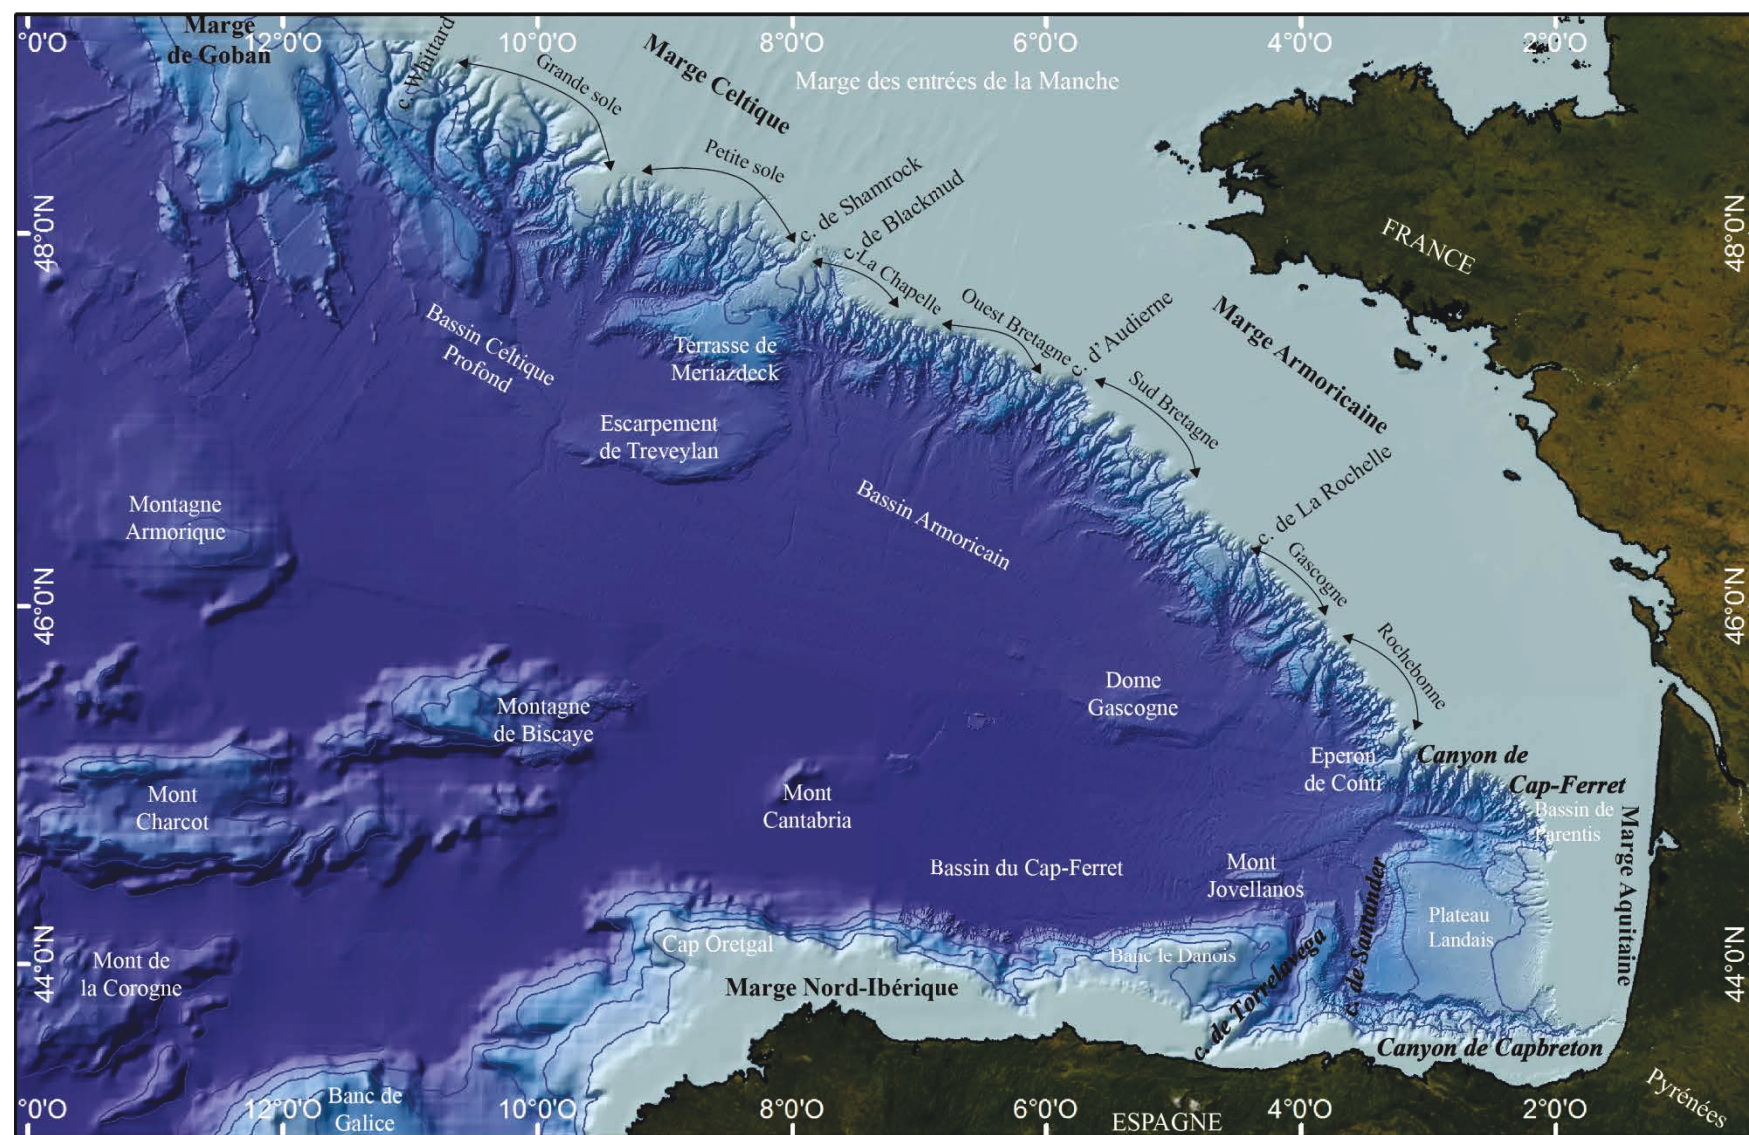 Marge
de Goban
°0'O
12°0'O
10°0'O
8°0'O
6°0'O
4°0'O
2°0'O
c. Whittard
Grande sole
Marge Celtique
Marge des entrées de la Manche
Petite sole
c. de Shamrock
c. de Blackmud
48°0'N
48°0'N
FRANCE
La Chapelle
Ouest Bretagne
c. d'Audierne
Marge Armoricaine
Bassin Celtique
Profond
Terrasse de
Meriazdeck
Sud Bretagne
Escarpement
de Treveylan
c. de La Rochelle
Bassin Armoricain
Montagne
Armorique
Gascogne
46°0'N
46°0'N
Rochebonne
Dome
Gascogne
Montagne
de Biscaye
Eperon
de Conti
Canyon de
Cap-Ferret
Mont
Charcot
Mont
Cantabria
Bassin de
Parentis
Marge Aquitaine
Bassin du Cap-Ferret
Mont
Jovellanos
c. de Samander
Plateau
Landais
Cap Oretgal
Banc le Danois
c. de Torrelavega
44°0'N
44°0'N
Mont de
la Corogne
Marge Nord-Ibérique
Canyon de Capbreton
Pyrénées
Banc de
Galice
°0'O
12°0'O
10°0'O
8°0'O
6°0'O
ESPAGNE
4°0'O
2°0'O